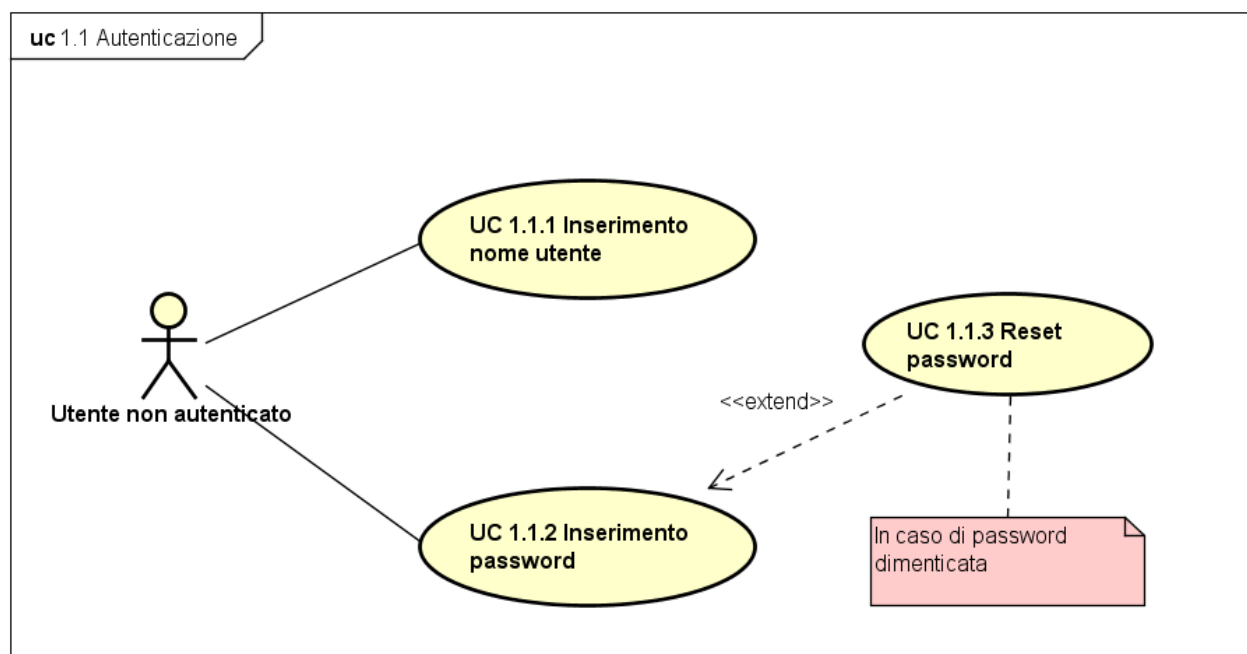 uc 1.1 Autenticazione
UC 1.1.1 Inserimento
nome utente
UC 1.1.3 Reset
password
<<extend>>
Utente non autenticato
UC 1.1.2 Inserimento
password
In caso di password
dimenticata